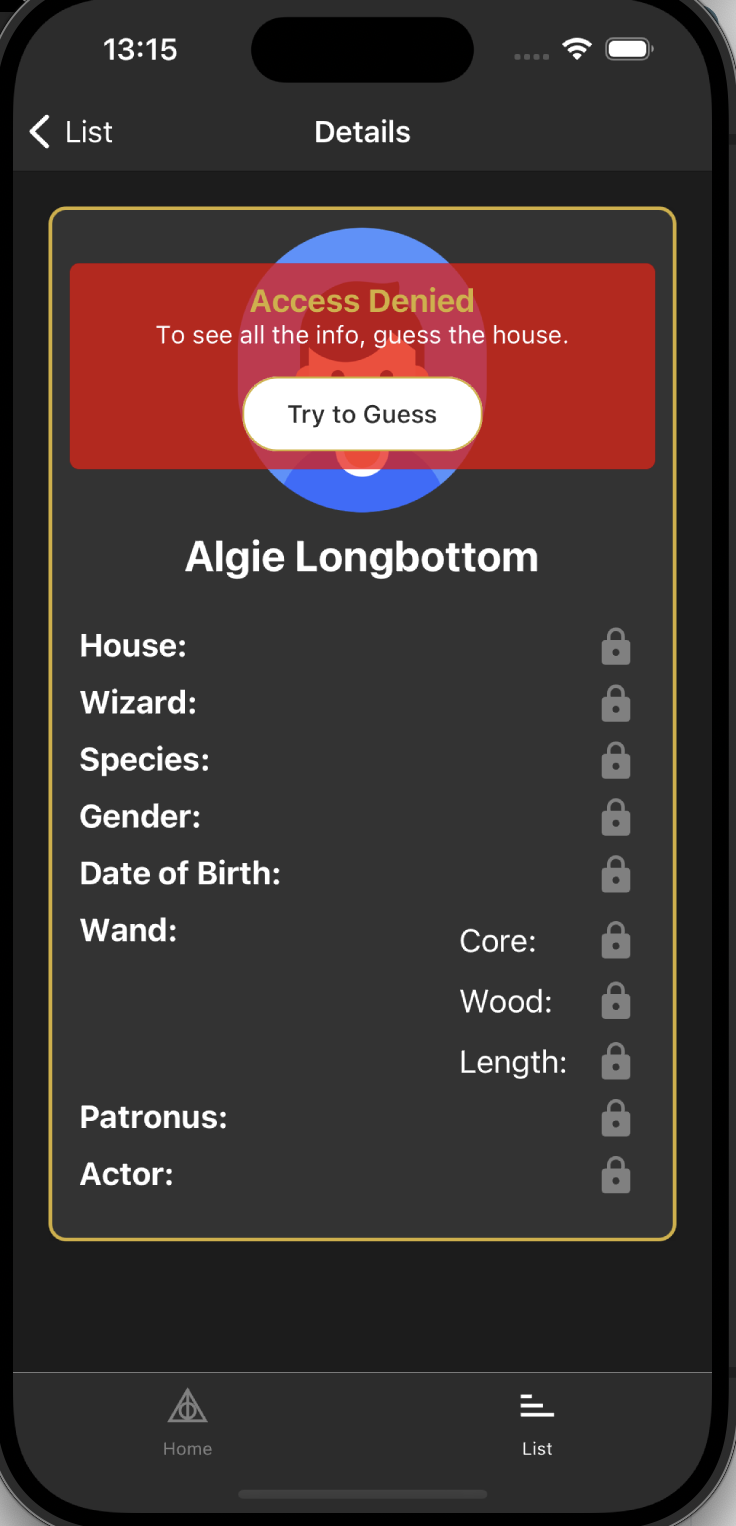 13:15
List
Details
Access Denied
To see all the info, guess the house.
Try to Guess
Algie Longbottom
House:
Wizard:
Species:
Gender:
Date of Birth:
Wand:
Core:
Wood:
Length:
Patronus:
Actor:
Home
List